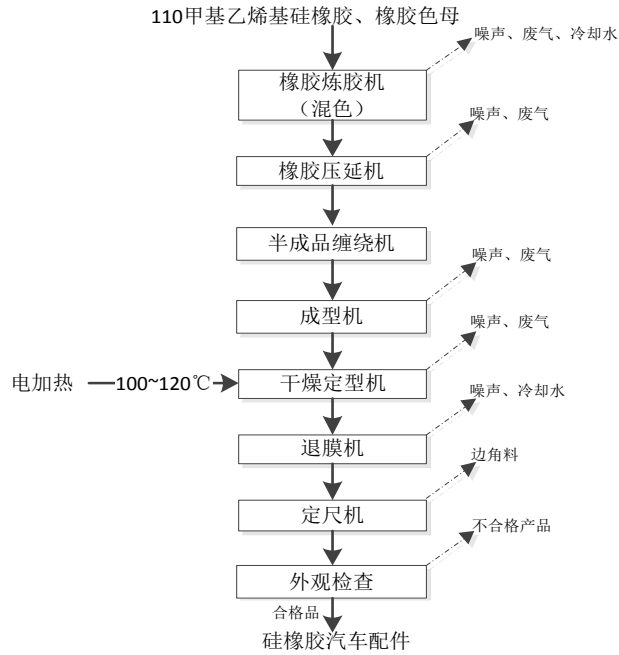 110甲基乙烯基硅橡胶、橡胶色母
噪声、废气、冷却水
橡胶炼胶机
（混色）
噪声、废气
橡胶压延机
半成品缠绕机
噪声、废气
成型机
噪声、废气
电加热
100~120℃
干燥定型机
噪声、冷却水
退膜机
边角料
定尺机
不合格产品
外观检查
合格品
硅橡胶汽车配件